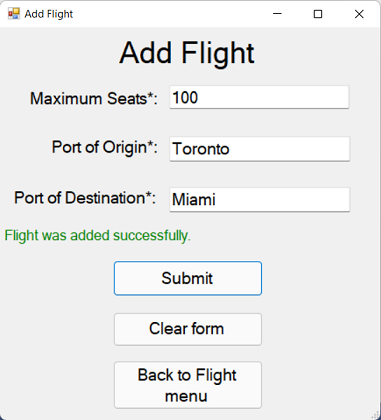 Add Flight
Add Flight
Maximum Seats*: 100
Port of Origin*: Toronto
Port of Destination*: Miami
Flight was added successfully.
Submit
Clear form
Back to Flight
menu